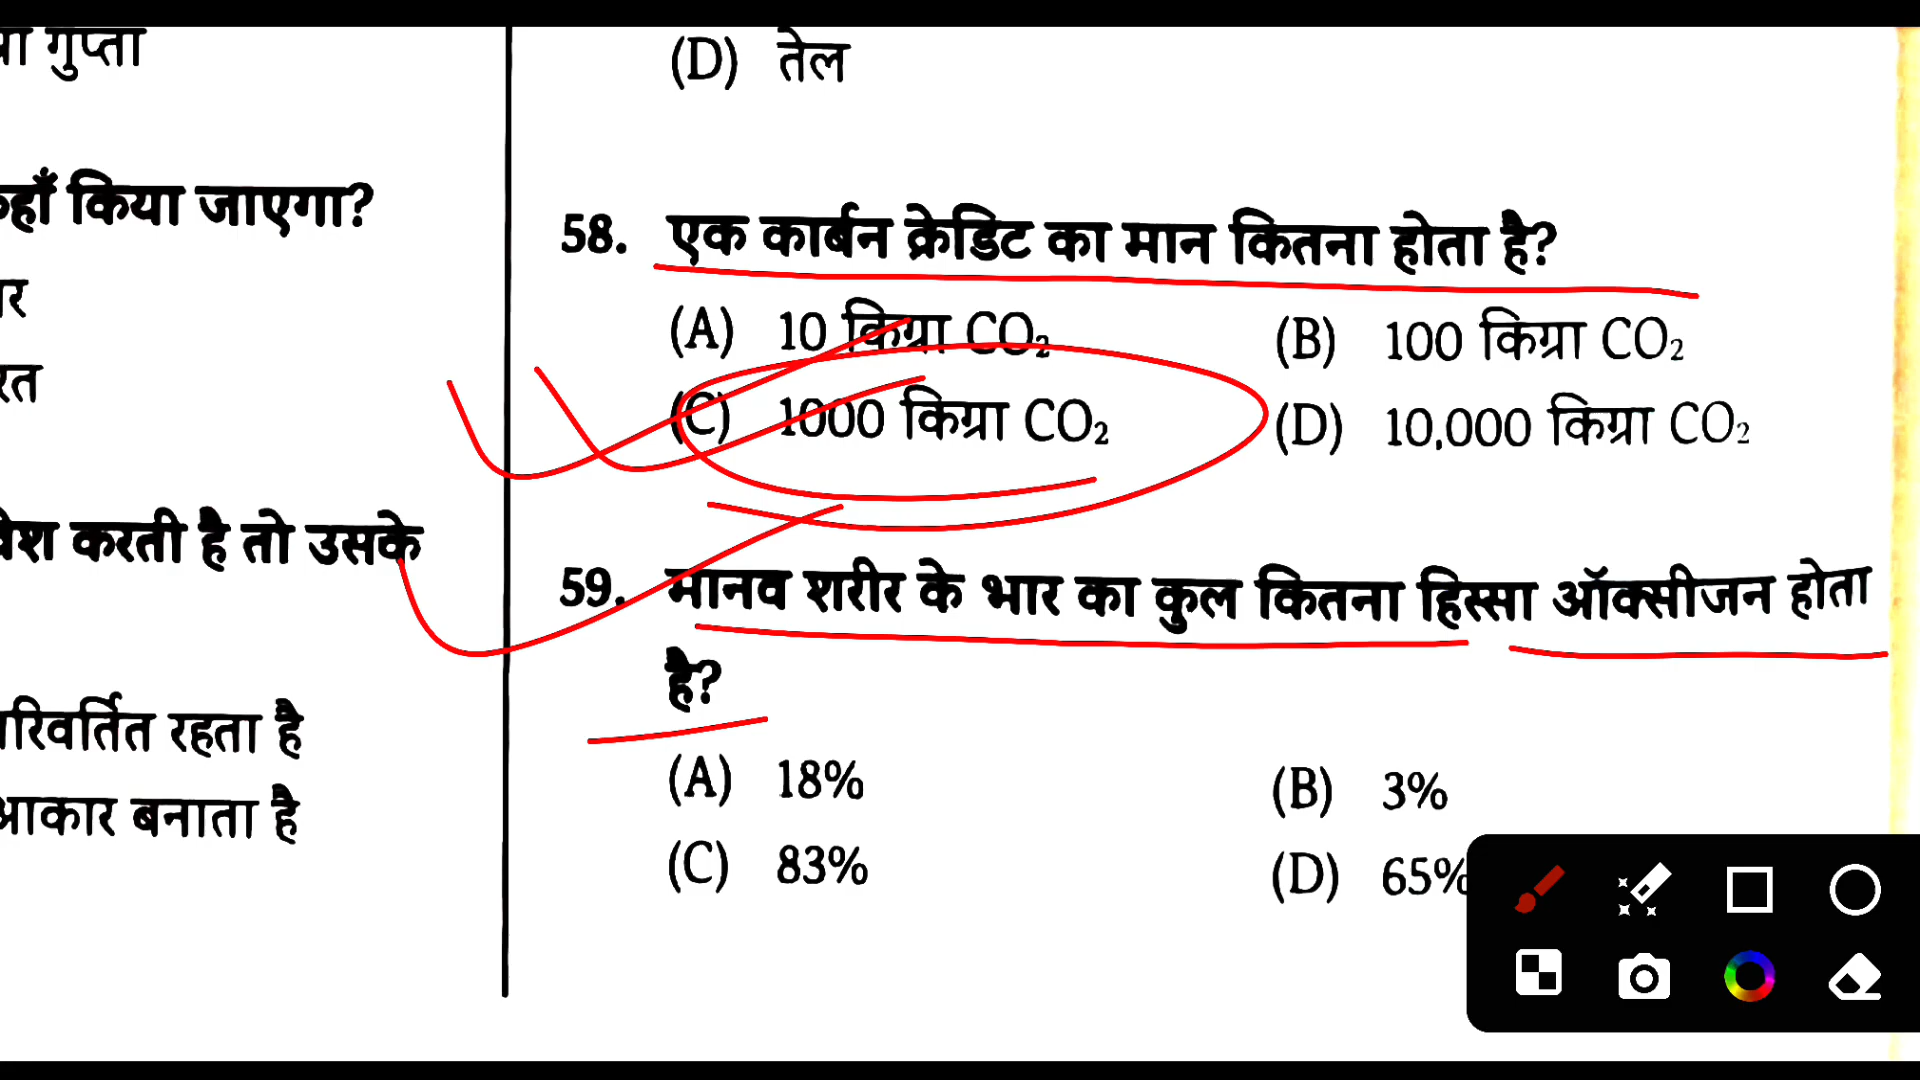 या गुप्ता
कहाँ किया जाएगा?
रत
वेश करती है तो उसके
परिवर्तित रहता है
आकार बनाता है
(D) तेल
58. एक कार्बन क्रेडिट का मान कितना होता है?
(A) 10 किग्रा CO₂ (B) 100 किग्रा CO₂
(C) 1000 किग्रा CO₂ (D) 10,000 किग्रा CO₂
59. मानव शरीर के भार का कुल कितना हिस्सा ऑक्सीजन होता
है?
(A) 18% (B) 3%
(C) 83% (D) 65%